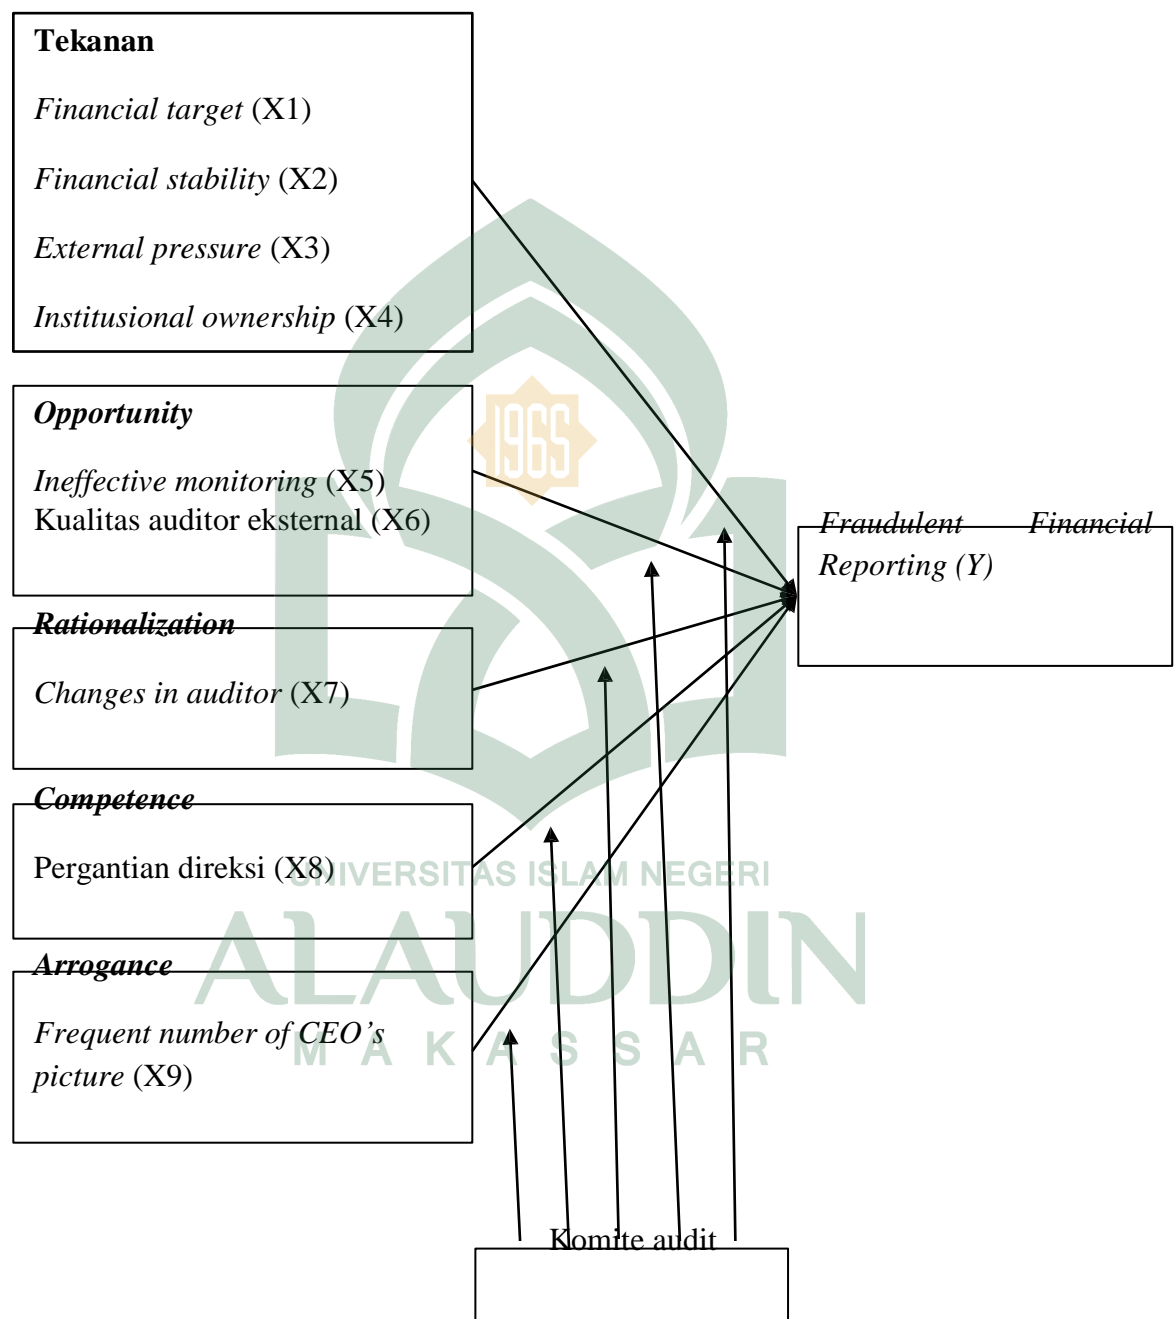 Tekanan
Financial target (X1)
Financial stability (X2)
External pressure (X3)
Institusional ownership (X4)
Opportunity
Ineffective monitoring (X5)
Kualitas auditor eksternal (X6)
Rationalization
Changes in auditor (X7)
Competence
Pergantian direksi (X8)
Arrogance
Frequent number of CEO’s
picture (X9)
Fraudulent Financial
Reporting (Y)
Komite audit
1965
UNIVERSITAS ISLAM NEGERI
ALAUDDIN
MAKASSAR